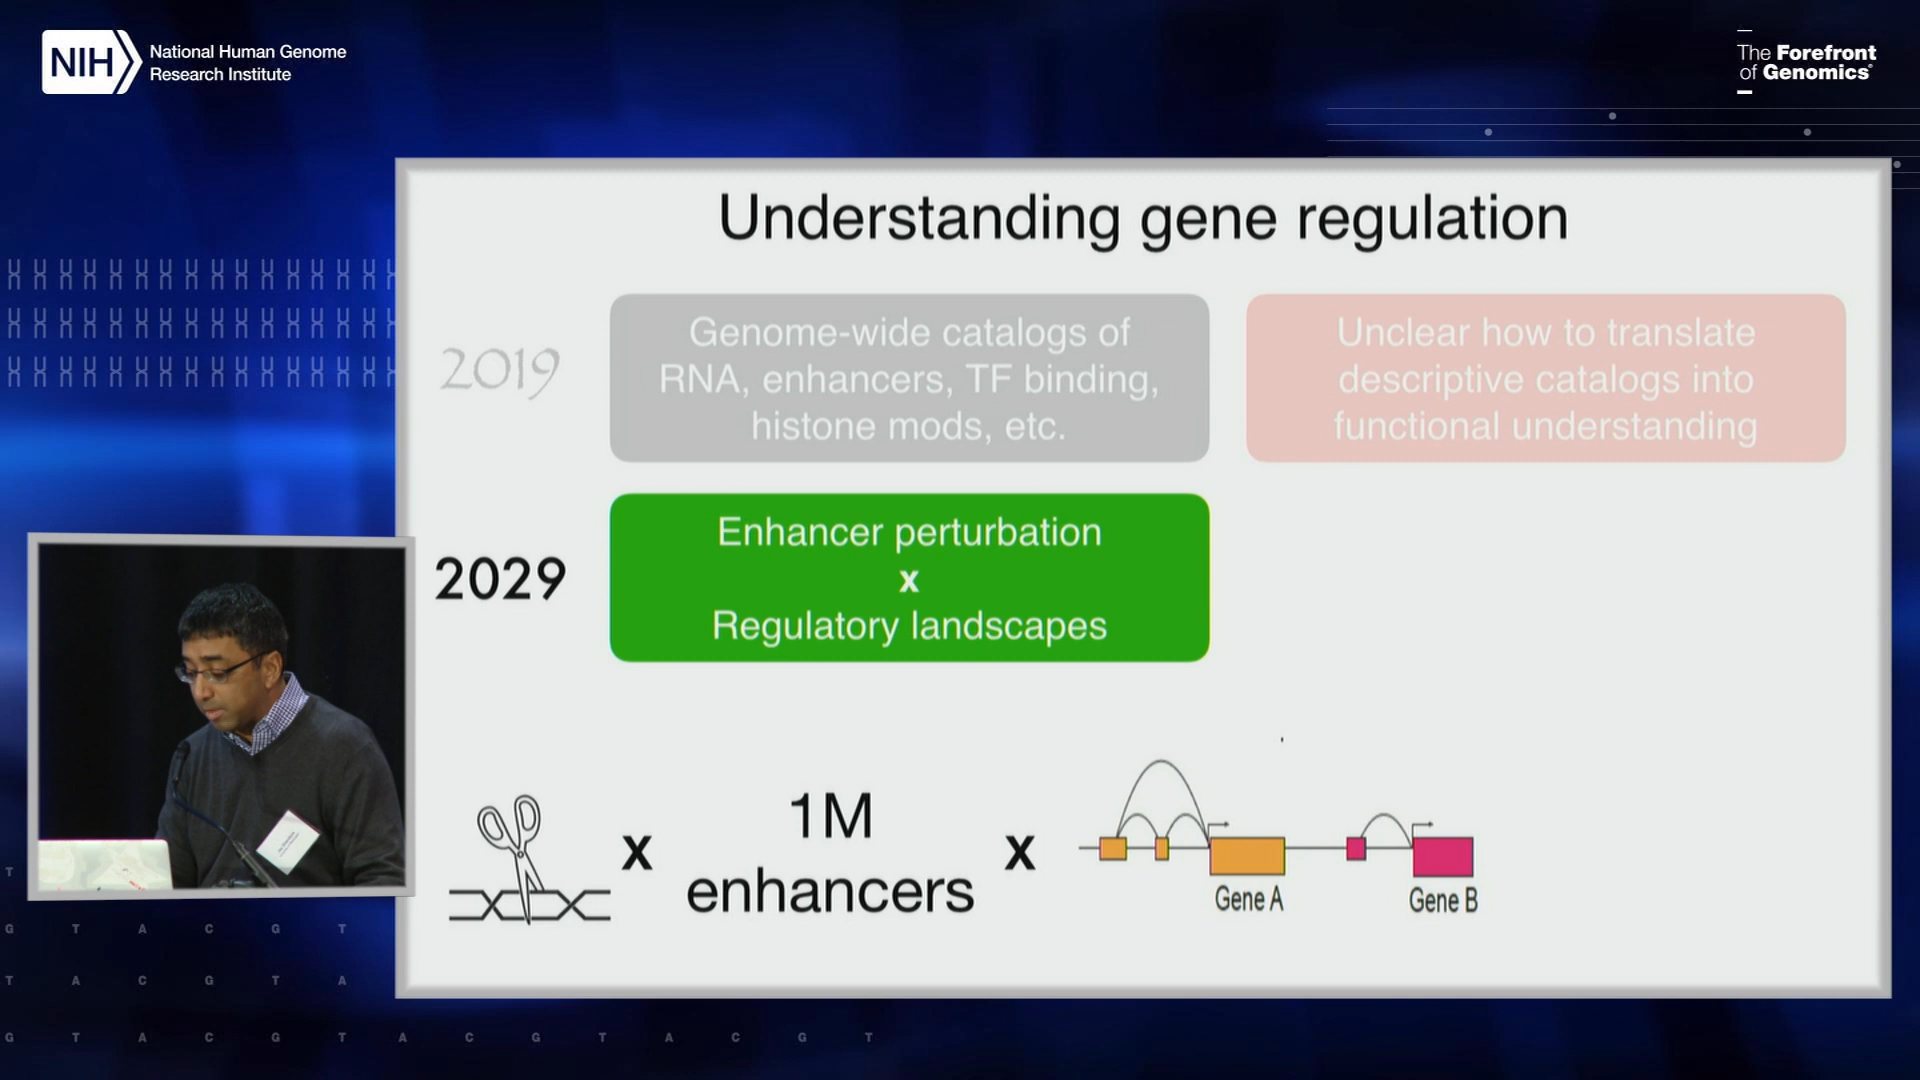 NIH
National Human Genome
Research Institute
The Forefront
of Genomics®
Understanding gene regulation
2019
Genome-wide catalogs of
RNA, enhancers, TF binding,
histone mods, etc.
Unclear how to translate
descriptive catalogs into
functional understanding
2029
Enhancer perturbation
x
Regulatory landscapes
x
1M
enhancers
x
Gene A
Gene B
T
G T A C G T
T A C G T A
G T A C G T A C G T A C G T